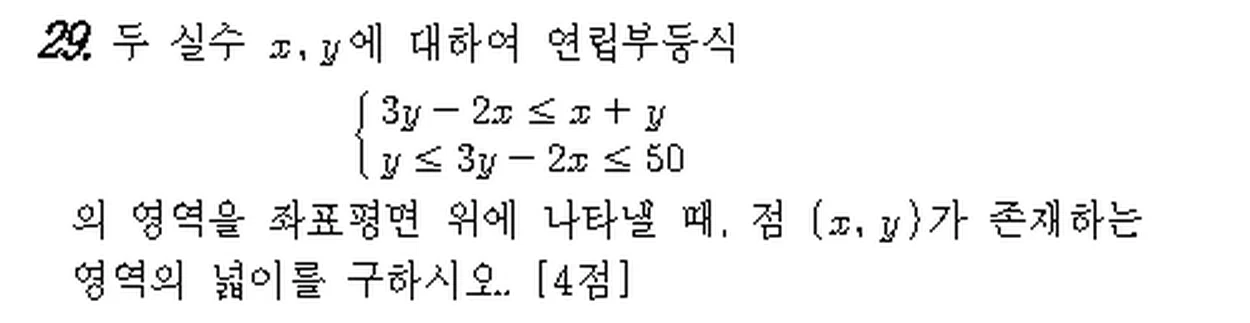 29. 두 실수 x, y에 대하여 연립부등식
{ 3y − 2x ≤ x + y
y ≤ 3y − 2x ≤ 50
의 영역을 좌표평면 위에 나타낼 때, 점 (x, y)가 존재하는
영역의 넓이를 구하시오.. [4점]